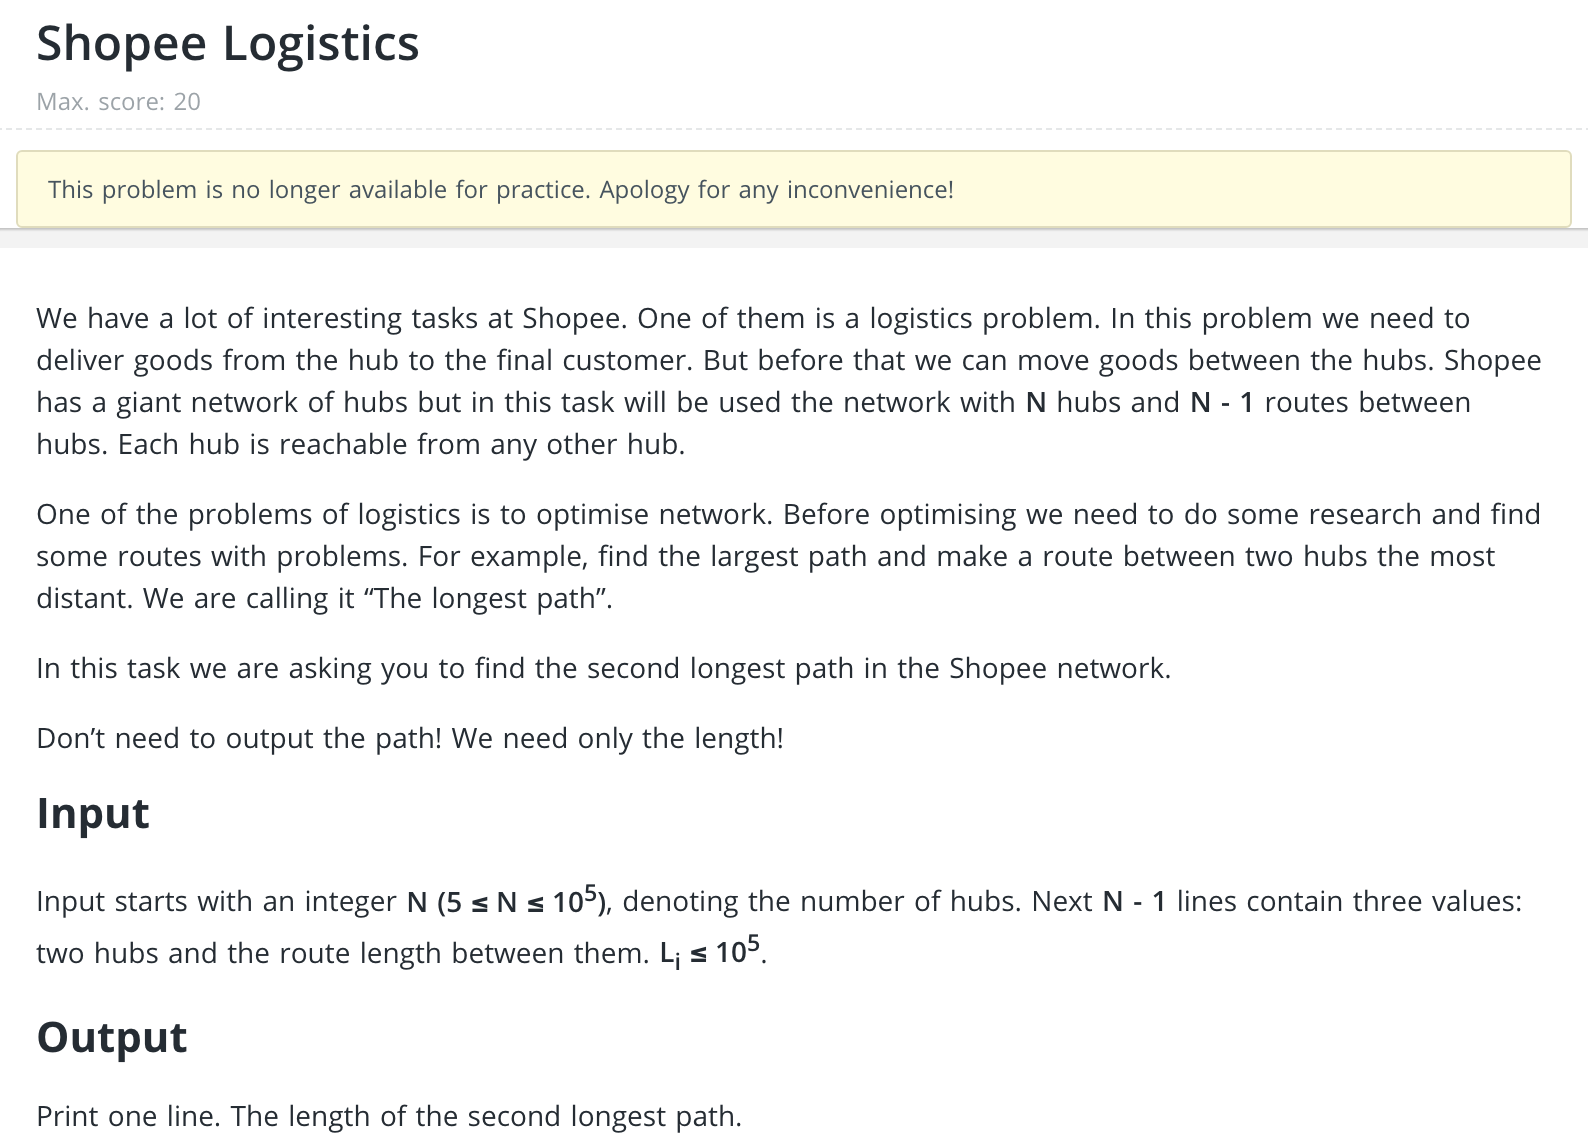 Shopee Logistics
Max. score: 20
This problem is no longer available for practice. Apology for any inconvenience!
We have a lot of interesting tasks at Shopee. One of them is a logistics problem. In this problem we need to
deliver goods from the hub to the final customer. But before that we can move goods between the hubs. Shopee
has a giant network of hubs but in this task will be used the network with N hubs and N - 1 routes between
hubs. Each hub is reachable from any other hub.
One of the problems of logistics is to optimise network. Before optimising we need to do some research and find
some routes with problems. For example, find the largest path and make a route between two hubs the most
distant. We are calling it “The longest path”.
In this task we are asking you to find the second longest path in the Shopee network.
Don’t need to output the path! We need only the length!
Input
Input starts with an integer N (5 ≤ N ≤ 10^5), denoting the number of hubs. Next N - 1 lines contain three values:
two hubs and the route length between them. L_i ≤ 10^5.
Output
Print one line. The length of the second longest path.